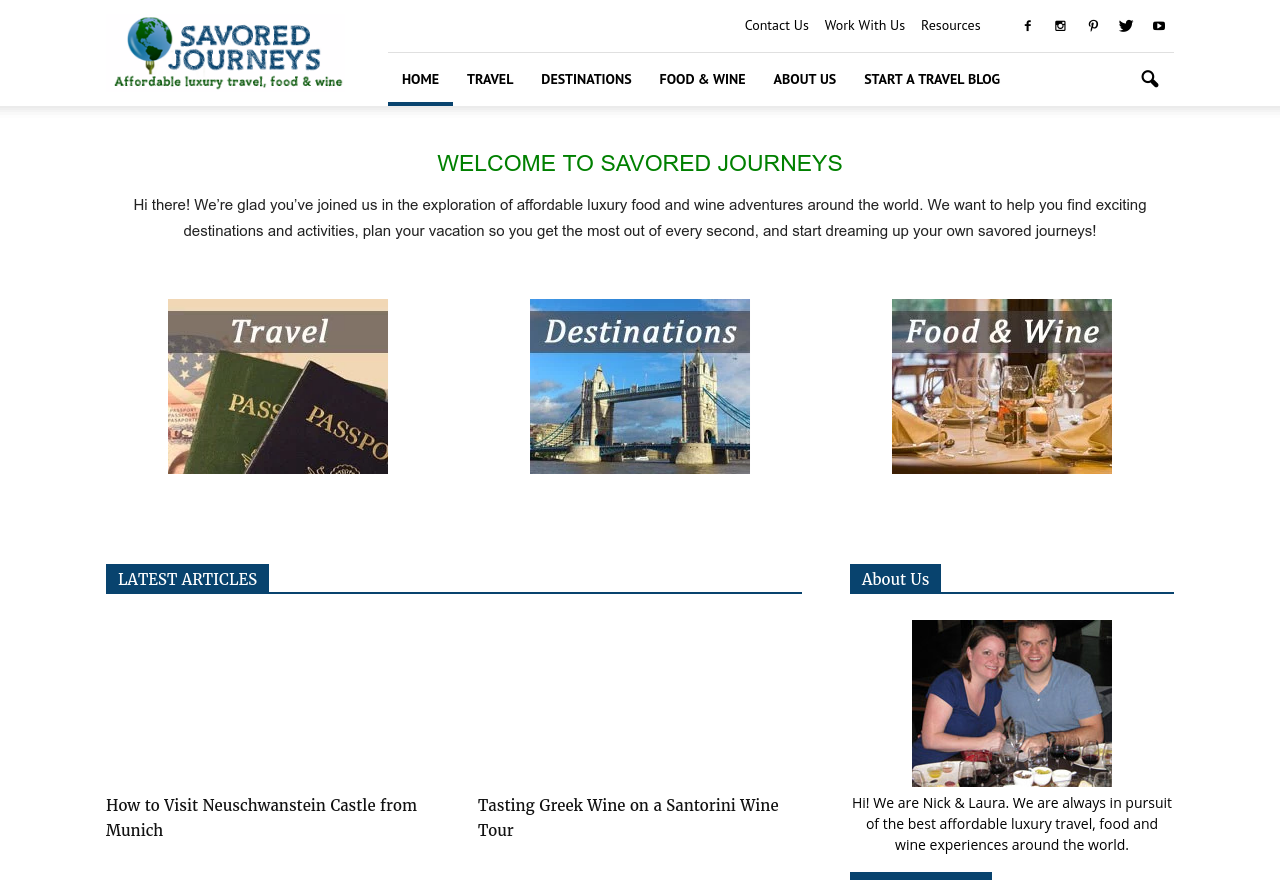 SAVORED
JOURNEYS
Affordable luxury travel, food & wine
Contact Us Work With Us Resources
HOME TRAVEL DESTINATIONS FOOD & WINE ABOUT US START A TRAVEL BLOG
WELCOME TO SAVORED JOURNEYS
Hi there! We’re glad you’ve joined us in the exploration of affordable luxury food and wine adventures around the world. We want to help you find exciting
destinations and activities, plan your vacation so you get the most out of every second, and start dreaming up your own savored journeys!
Travel
PASS
PASSPO
Destinations
Food & Wine
LATEST ARTICLES
How to Visit Neuschwanstein Castle from
Munich
Tasting Greek Wine on a Santorini Wine
Tour
About Us
Hi! We are Nick & Laura. We are always in pursuit
of the best affordable luxury travel, food and
wine experiences around the world.